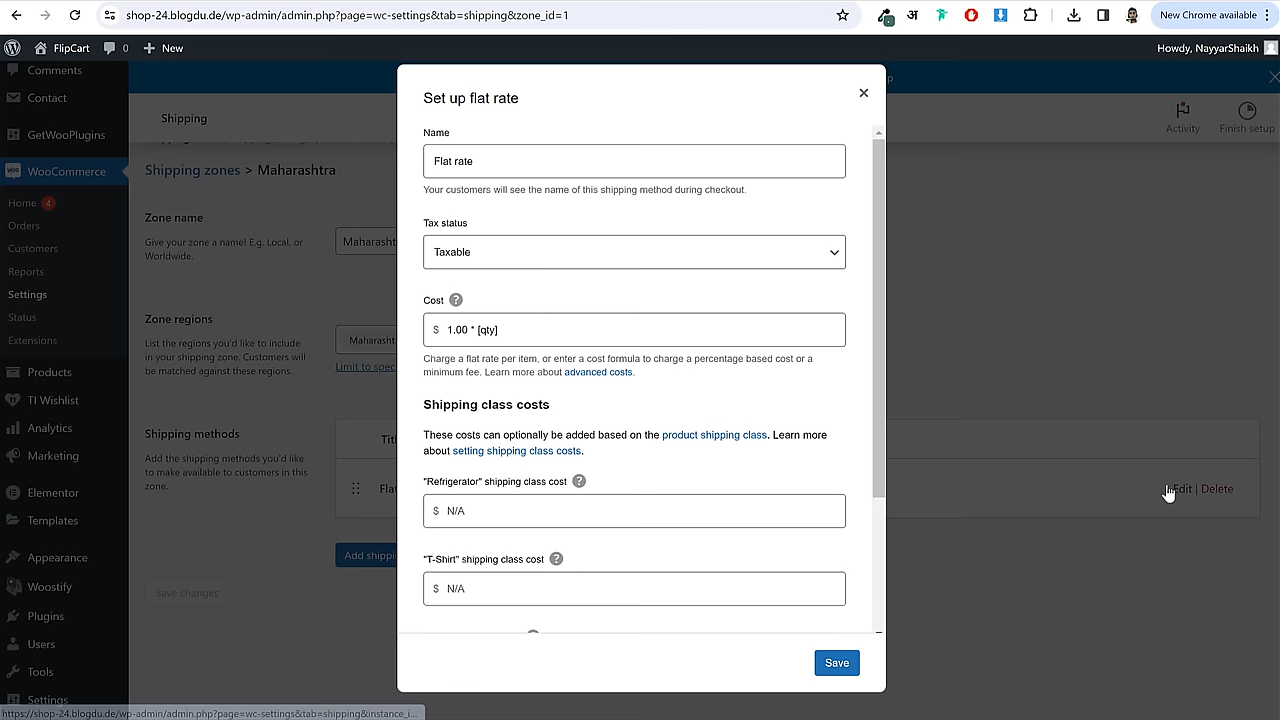 shop-24.blogdu.de/wp-admin/admin.php?page=wc-settings&tab=shipping&zone_id=1
अ
New Chrome available
FlipCart
0
New
Howdy, NayyarShaikh
Comments
Contact
GetWooPlugins
WooCommerce
Home 4
Orders
Customers
Reports
Settings
Status
Extensions
Products
TI Wishlist
Analytics
Marketing
Elementor
Templates
Appearance
Woostify
Plugins
Users
Tools
Settings
Shipping
Activity
Finish setup
Shipping zones > Maharashtra
Zone name
Give your zone a name! E.g. Local, or
Worldwide.
Maharasht
Zone regions
List the regions you'd like to include
in your shipping zone. Customers will
be matched against these regions.
Maharasht
Limit to spec
Shipping methods
Add the shipping methods you'd like
to make available to customers in this
zone.
Tit
Fla
Edit | Delete
Add shippi
Save changes
Set up flat rate
Name
Flat rate
Your customers will see the name of this shipping method during checkout.
Tax status
Taxable
Cost ?
$ 1.00 * [qty]
Charge a flat rate per item, or enter a cost formula to charge a percentage based cost or a
minimum fee. Learn more about advanced costs.
Shipping class costs
These costs can optionally be added based on the product shipping class. Learn more
about setting shipping class costs.
"Refrigerator" shipping class cost ?
$ N/A
"T-Shirt" shipping class cost ?
$ N/A
Save
https://shop-24.blogdu.de/wp-admin/admin.php?page=wc-settings&tab=shipping&instance_i...